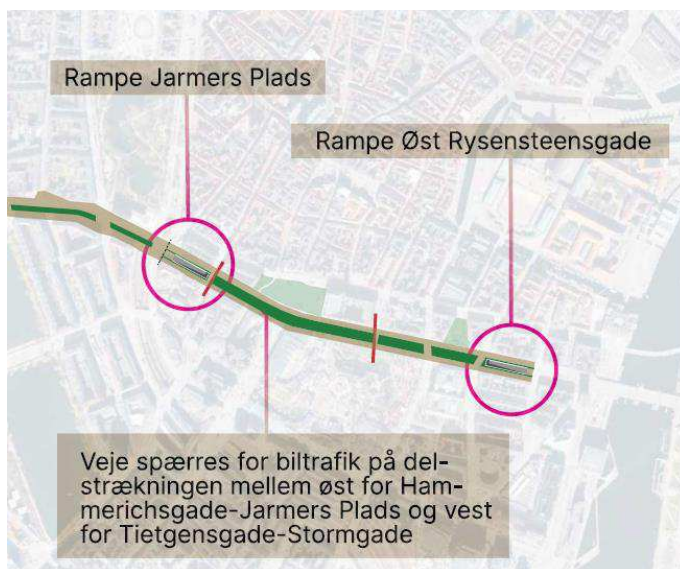 Rampe Jarmers Plads
Rampe Øst Rysensteensgade
Veje spærres for biltrafik på del-
strækningen mellem øst for Ham-
merichsgade-Jarmers Plads og vest
for Tietgensgade-Stormgade